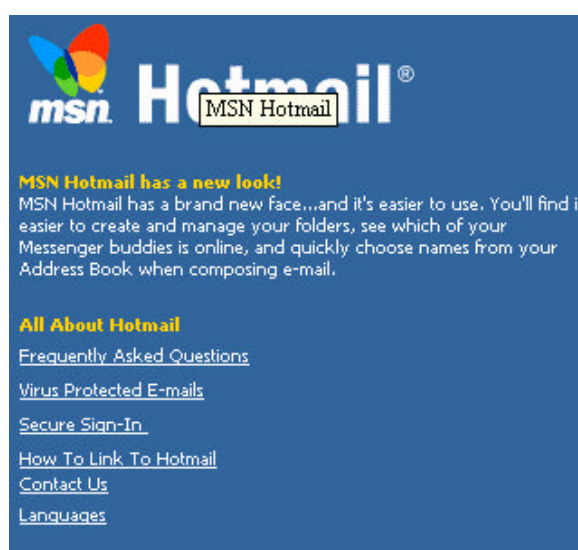 msn Hotmail®
MSN Hotmail
MSN Hotmail has a new look!
MSN Hotmail has a brand new face...and it's easier to use. You'll find i
easier to create and manage your folders, see which of your
Messenger buddies is online, and quickly choose names from your
Address Book when composing e-mail.
All About Hotmail
Frequently Asked Questions
Virus Protected E-mails
Secure Sign-In
How To Link To Hotmail
Contact Us
Languages